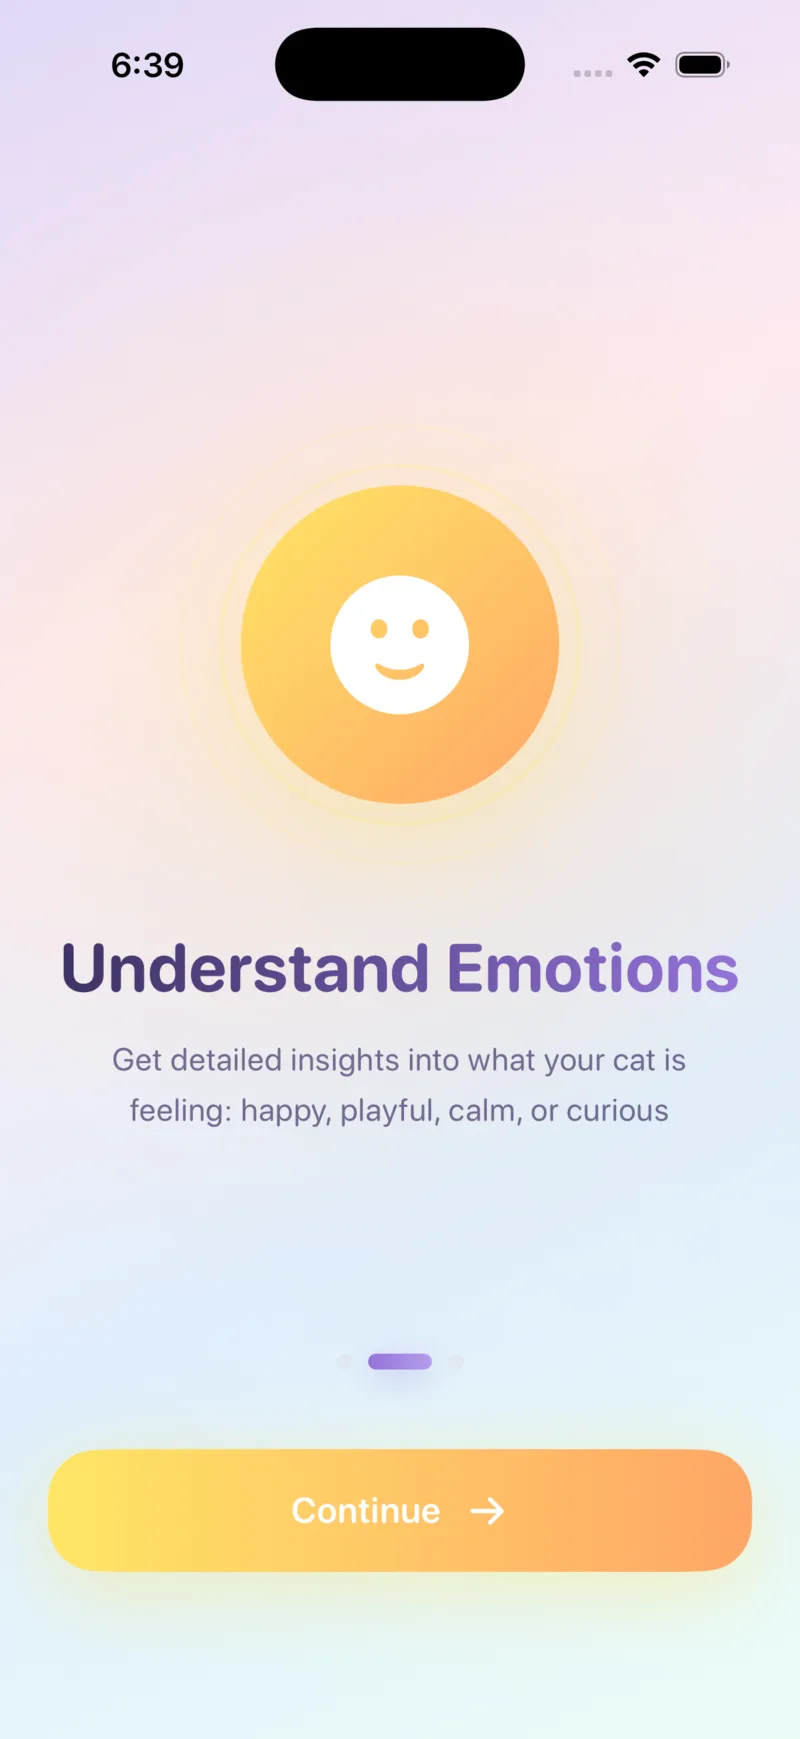 6:39
Understand Emotions
Get detailed insights into what your cat is
feeling: happy, playful, calm, or curious
Continue →